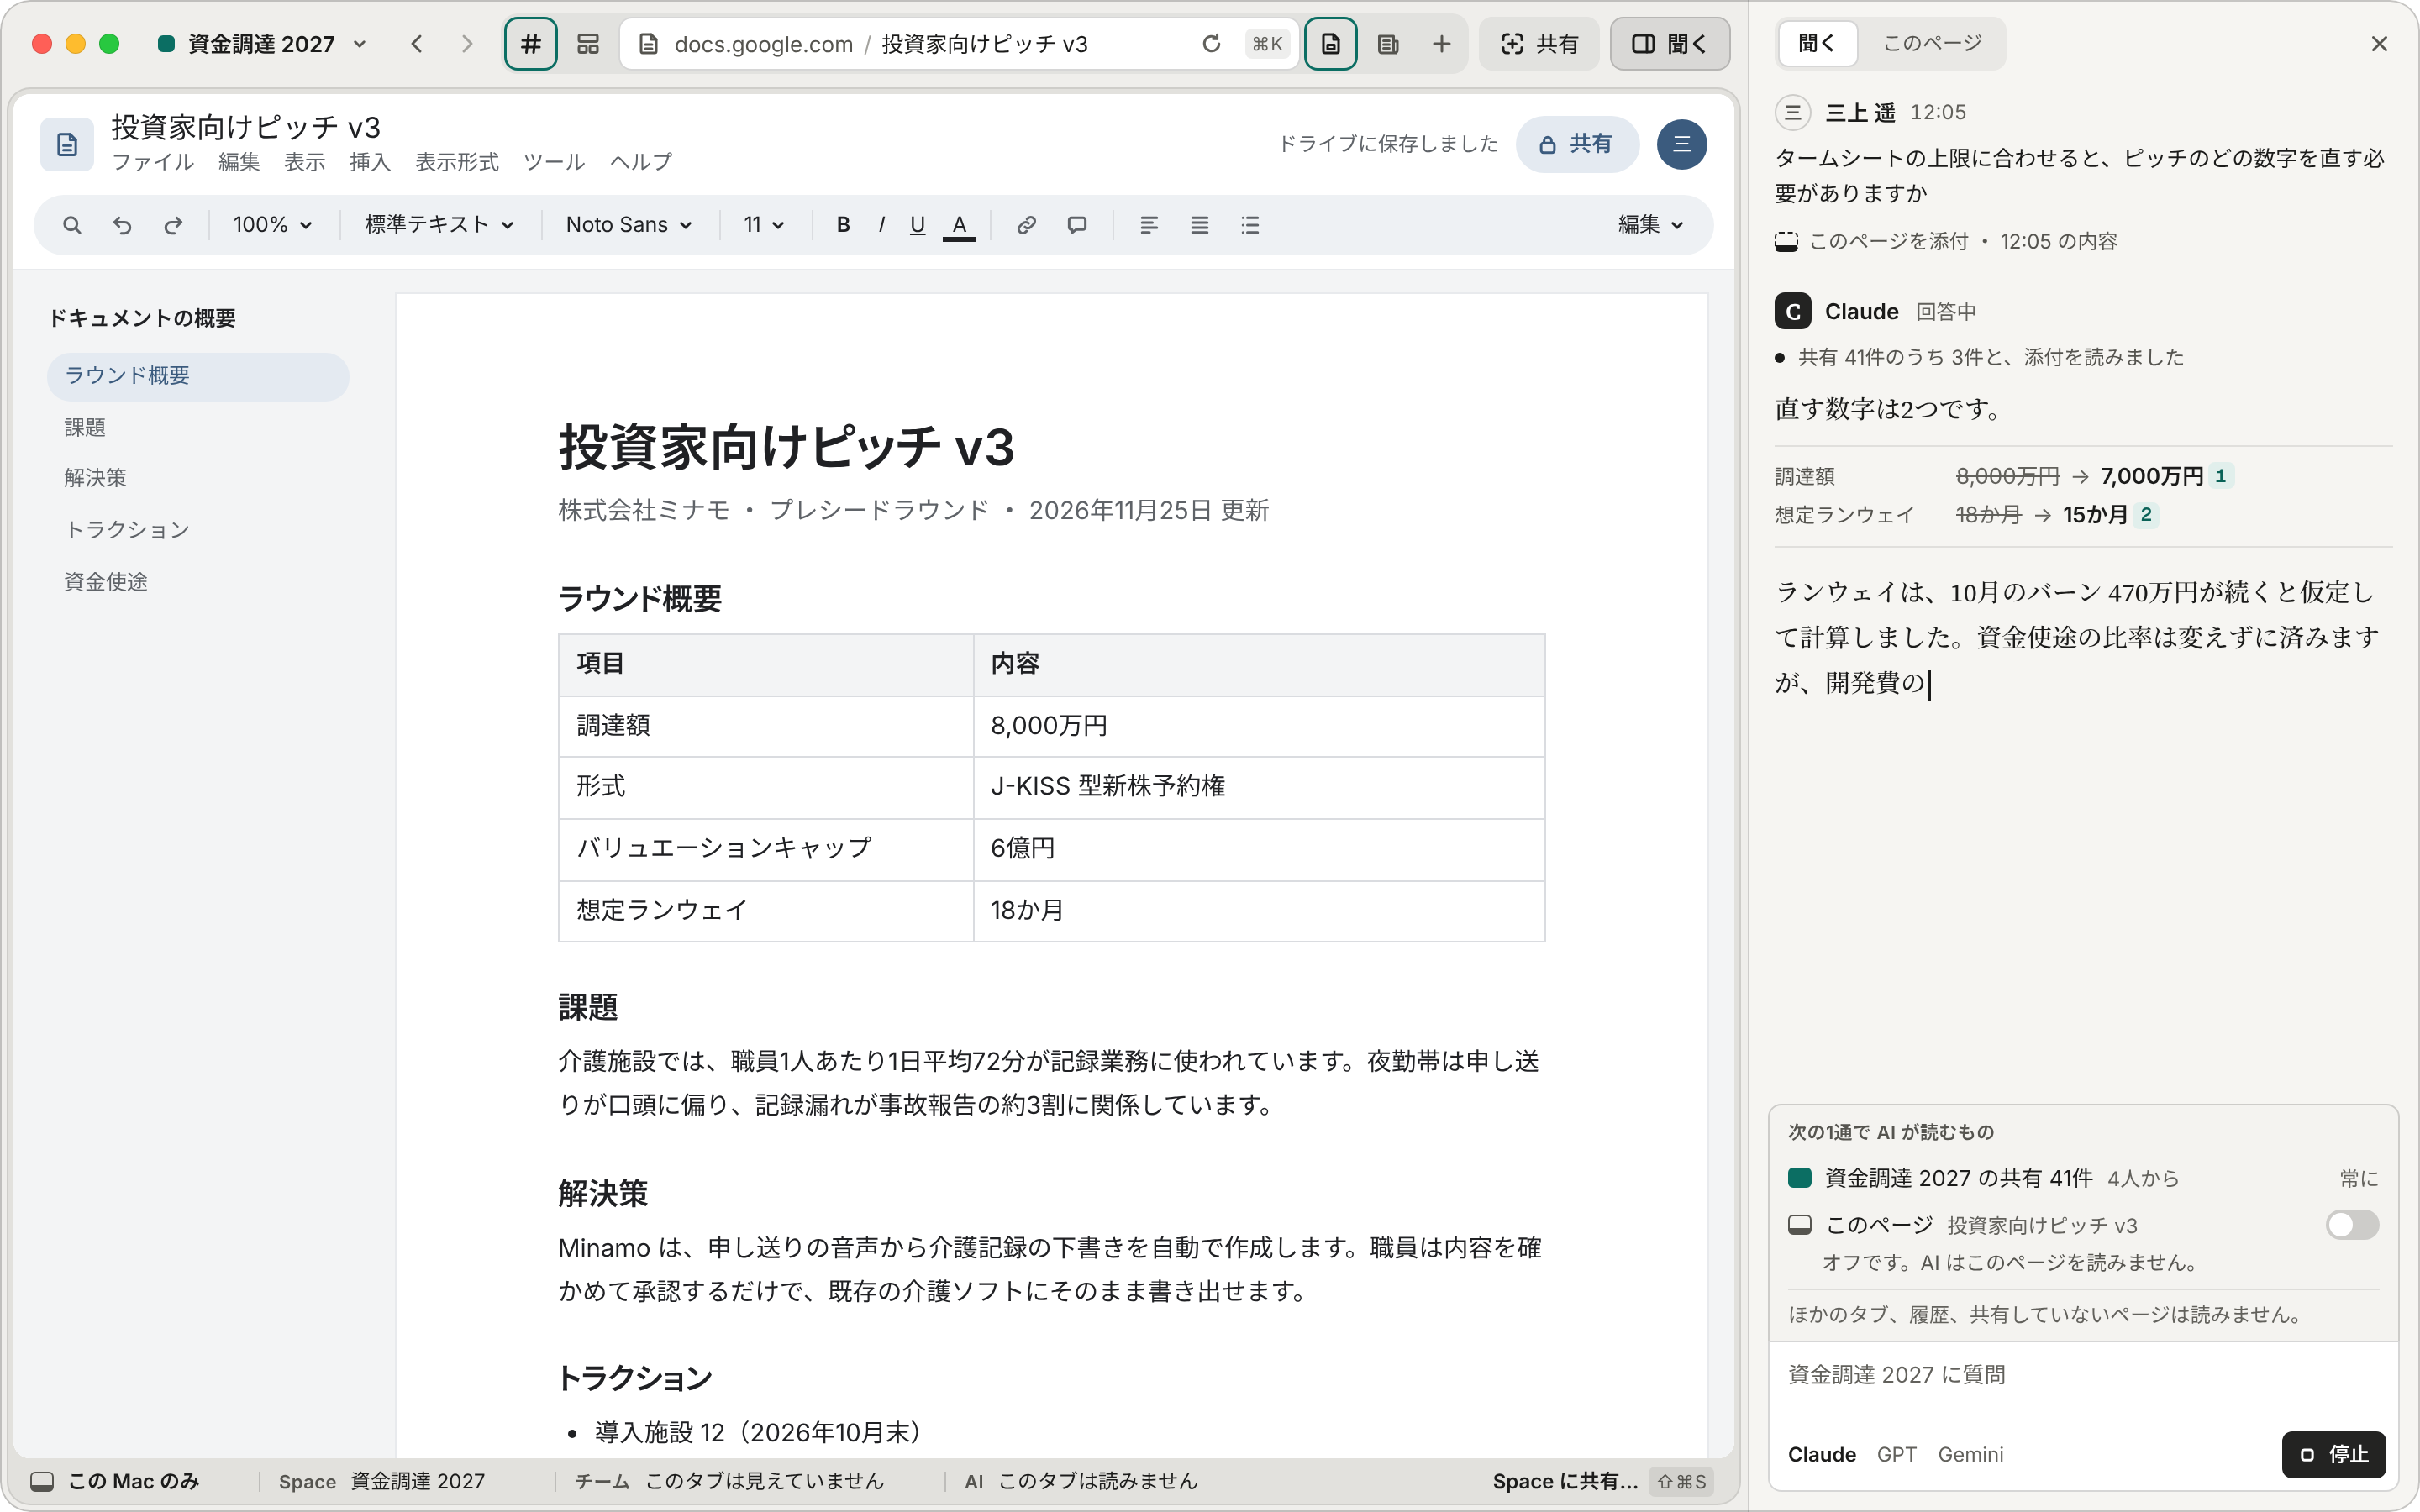 資金調達 2027
docs.google.com / 投資家向けピッチ v3
⌘K
共有
聞く
投資家向けピッチ v3
ファイル 編集 表示 挿入 表示形式 ツール ヘルプ
ドライブに保存しました
共有
三
100%
標準テキスト
Noto Sans
11
B I U A
編集
ドキュメントの概要
ラウンド概要
課題
解決策
トラクション
資金使途
投資家向けピッチ v3
株式会社ミナモ ・ プレシードラウンド ・ 2026年11月25日 更新
ラウンド概要
項目 内容
調達額 8,000万円
形式 J-KISS 型新株予約権
バリュエーションキャップ 6億円
想定ランウェイ 18か月
課題
介護施設では、職員1人あたり1日平均72分が記録業務に使われています。夜勤帯は申し送
りが口頭に偏り、記録漏れが事故報告の約3割に関係しています。
解決策
Minamo は、申し送りの音声から介護記録の下書きを自動で作成します。職員は内容を確
かめて承認するだけで、既存の介護ソフトにそのまま書き出せます。
トラクション
• 導入施設 12（2026年10月末）
この Mac のみ
Space 資金調達 2027
チーム このタブは見えていません
AI このタブは読みません
Space に共有... ⇧⌘S
聞く このページ
三 三上 遥 12:05
タームシートの上限に合わせると、ピッチのどの数字を直す必
要がありますか
このページを添付 ・ 12:05 の内容
C Claude 回答中
共有 41件のうち 3件と、添付を読みました
直す数字は2つです。
調達額 8,000万円 → 7,000万円 1
想定ランウェイ 18か月 → 15か月 2
ランウェイは、10月のバーン 470万円が続くと仮定し
て計算しました。資金使途の比率は変えずに済みます
が、開発費の
次の1通で AI が読むもの
資金調達 2027 の共有 41件 4人から 常に
このページ 投資家向けピッチ v3
オフです。AI はこのページを読みません。
ほかのタブ、履歴、共有していないページは読みません。
資金調達 2027 に質問
Claude GPT Gemini
停止